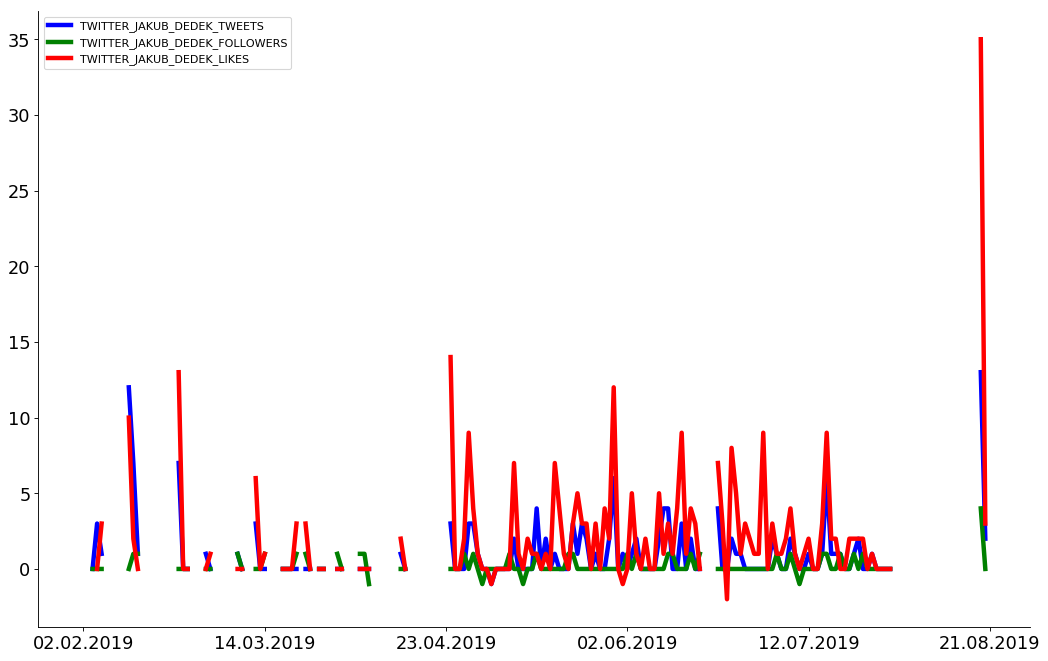 TWITTER_JAKUB_DEDEK_TWEETS
TWITTER_JAKUB_DEDEK_FOLLOWERS
TWITTER_JAKUB_DEDEK_LIKES
35
30
25
20
15
10
5
0
02.02.2019 14.03.2019 23.04.2019 02.06.2019 12.07.2019 21.08.2019